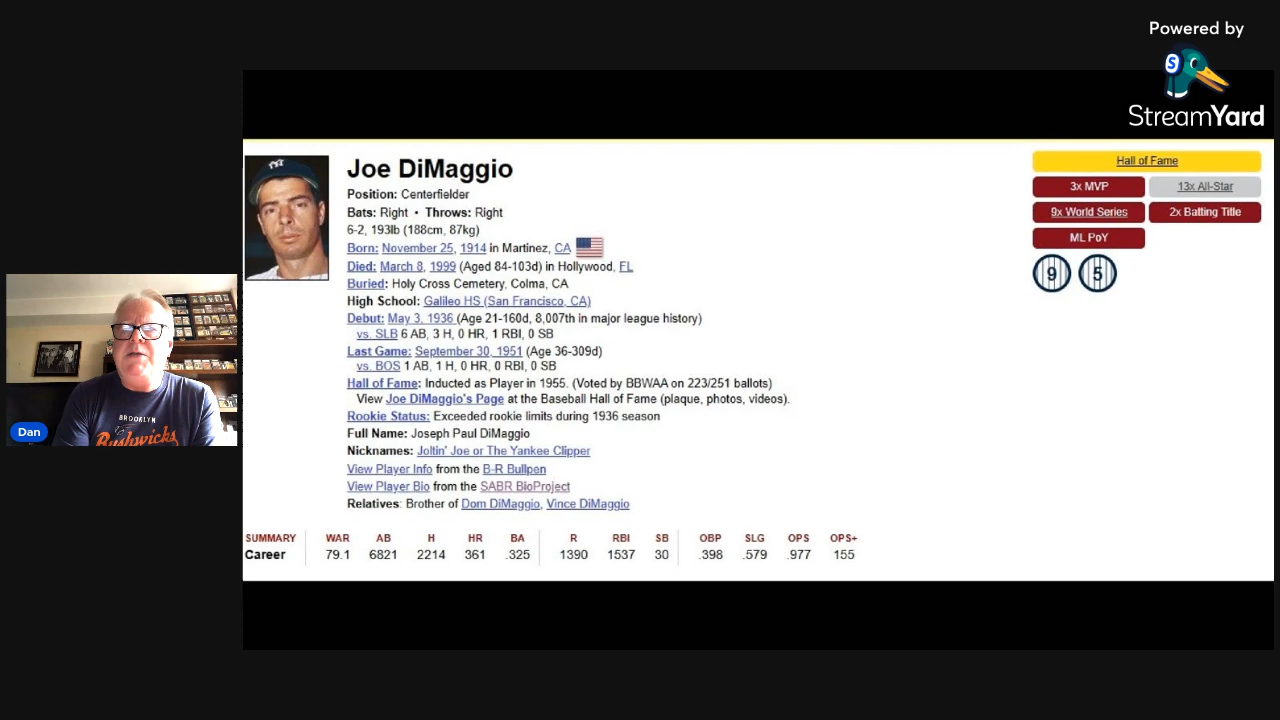 Powered by
StreamYard
Joe DiMaggio
Position: Centerfielder
Bats: Right • Throws: Right
6-2, 193lb (188cm, 87kg)
Born: November 25, 1914 in Martinez, CA
Died: March 8, 1999 (Aged 84-103d) in Hollywood, FL
Buried: Holy Cross Cemetery, Colma, CA
High School: Galileo HS (San Francisco, CA)
Debut: May 3, 1936 (Age 21-160d, 8,007th in major league history)
vs. SLB 6 AB, 3 H, 0 HR, 1 RBI, 0 SB
Last Game: September 30, 1951 (Age 36-309d)
vs. BOS 1 AB, 1 H, 0 HR, 0 RBI, 0 SB
Hall of Fame: Inducted as Player in 1955. (Voted by BBWAA on 223/251 ballots)
View Joe DiMaggio's Page at the Baseball Hall of Fame (plaque, photos, videos).
Rookie Status: Exceeded rookie limits during 1936 season
Full Name: Joseph Paul DiMaggio
Nicknames: Joltin' Joe or The Yankee Clipper
View Player Info from the B-R Bullpen
View Player Bio from the SABR BioProject
Relatives: Brother of Dom DiMaggio, Vince DiMaggio
Hall of Fame
3x MVP 13x All-Star
9x World Series 2x Batting Title
ML PoY
9 5
SUMMARY WAR AB H HR BA R RBI SB OBP SLG OPS OPS+
Career 79.1 6821 2214 361 .325 1390 1537 30 .398 .579 .977 155
BROOKLYN
Bushwicks
Dan